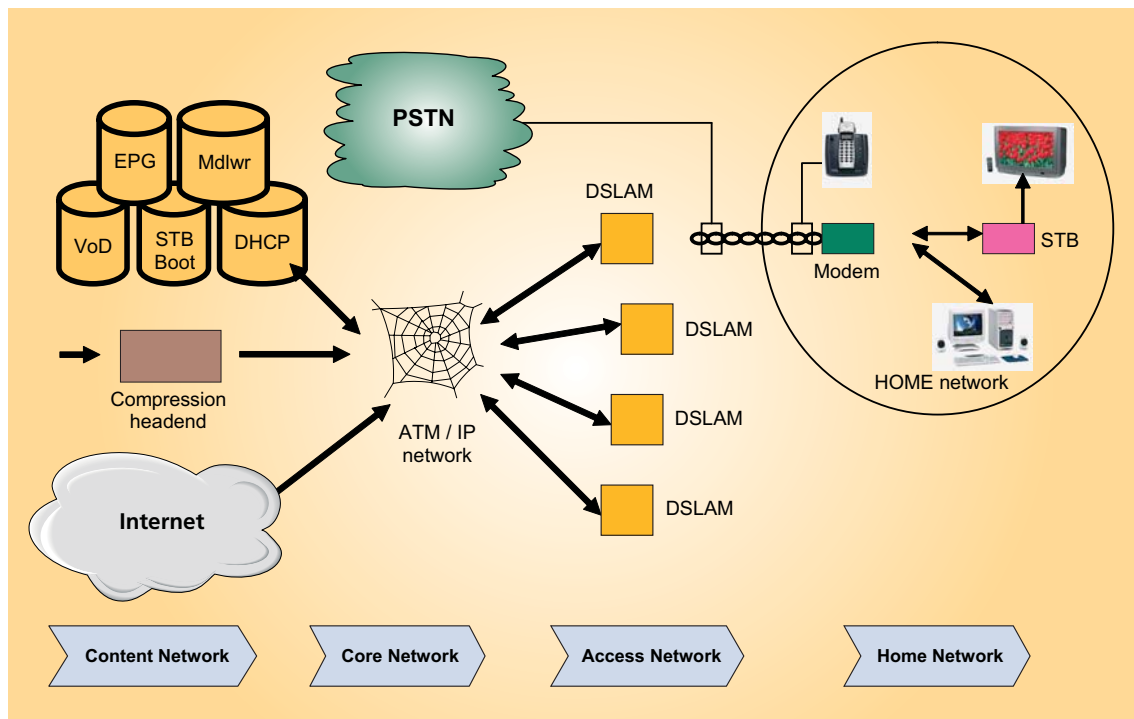 PSTN
EPG
Mdlwr
VoD
STB
Boot
DHCP
DSLAM
Modem
STB
DSLAM
HOME network
Compression
headend
DSLAM
ATM / IP
network
DSLAM
Internet
Content Network
Core Network
Access Network
Home Network